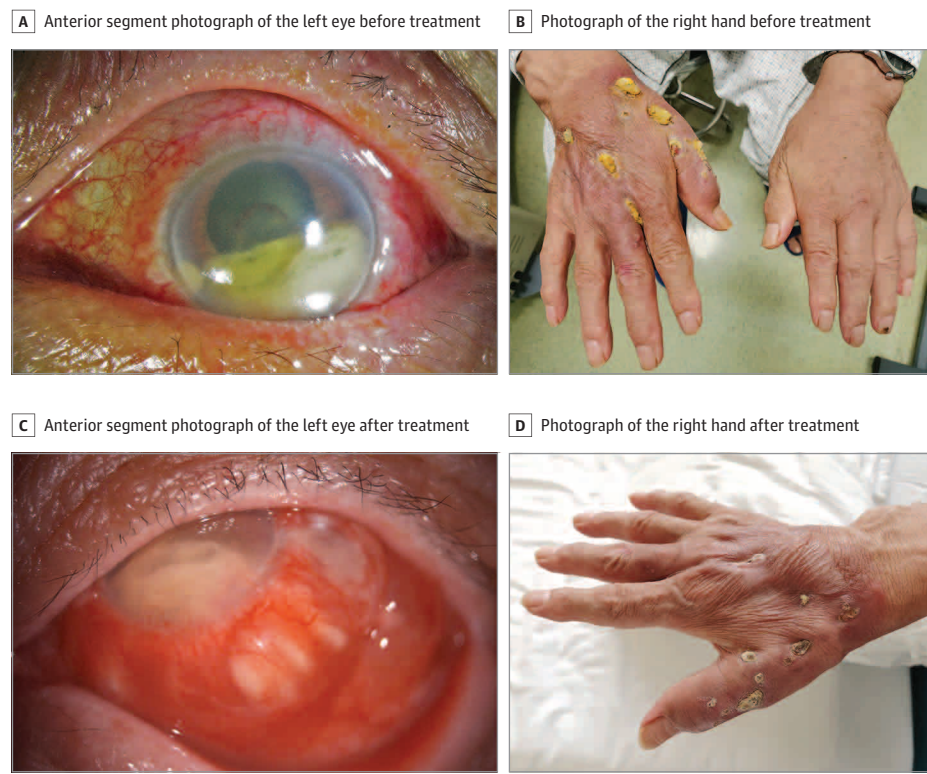 A Anterior segment photograph of the left eye before treatment
B Photograph of the right hand before treatment
C Anterior segment photograph of the left eye after treatment
D Photograph of the right hand after treatment